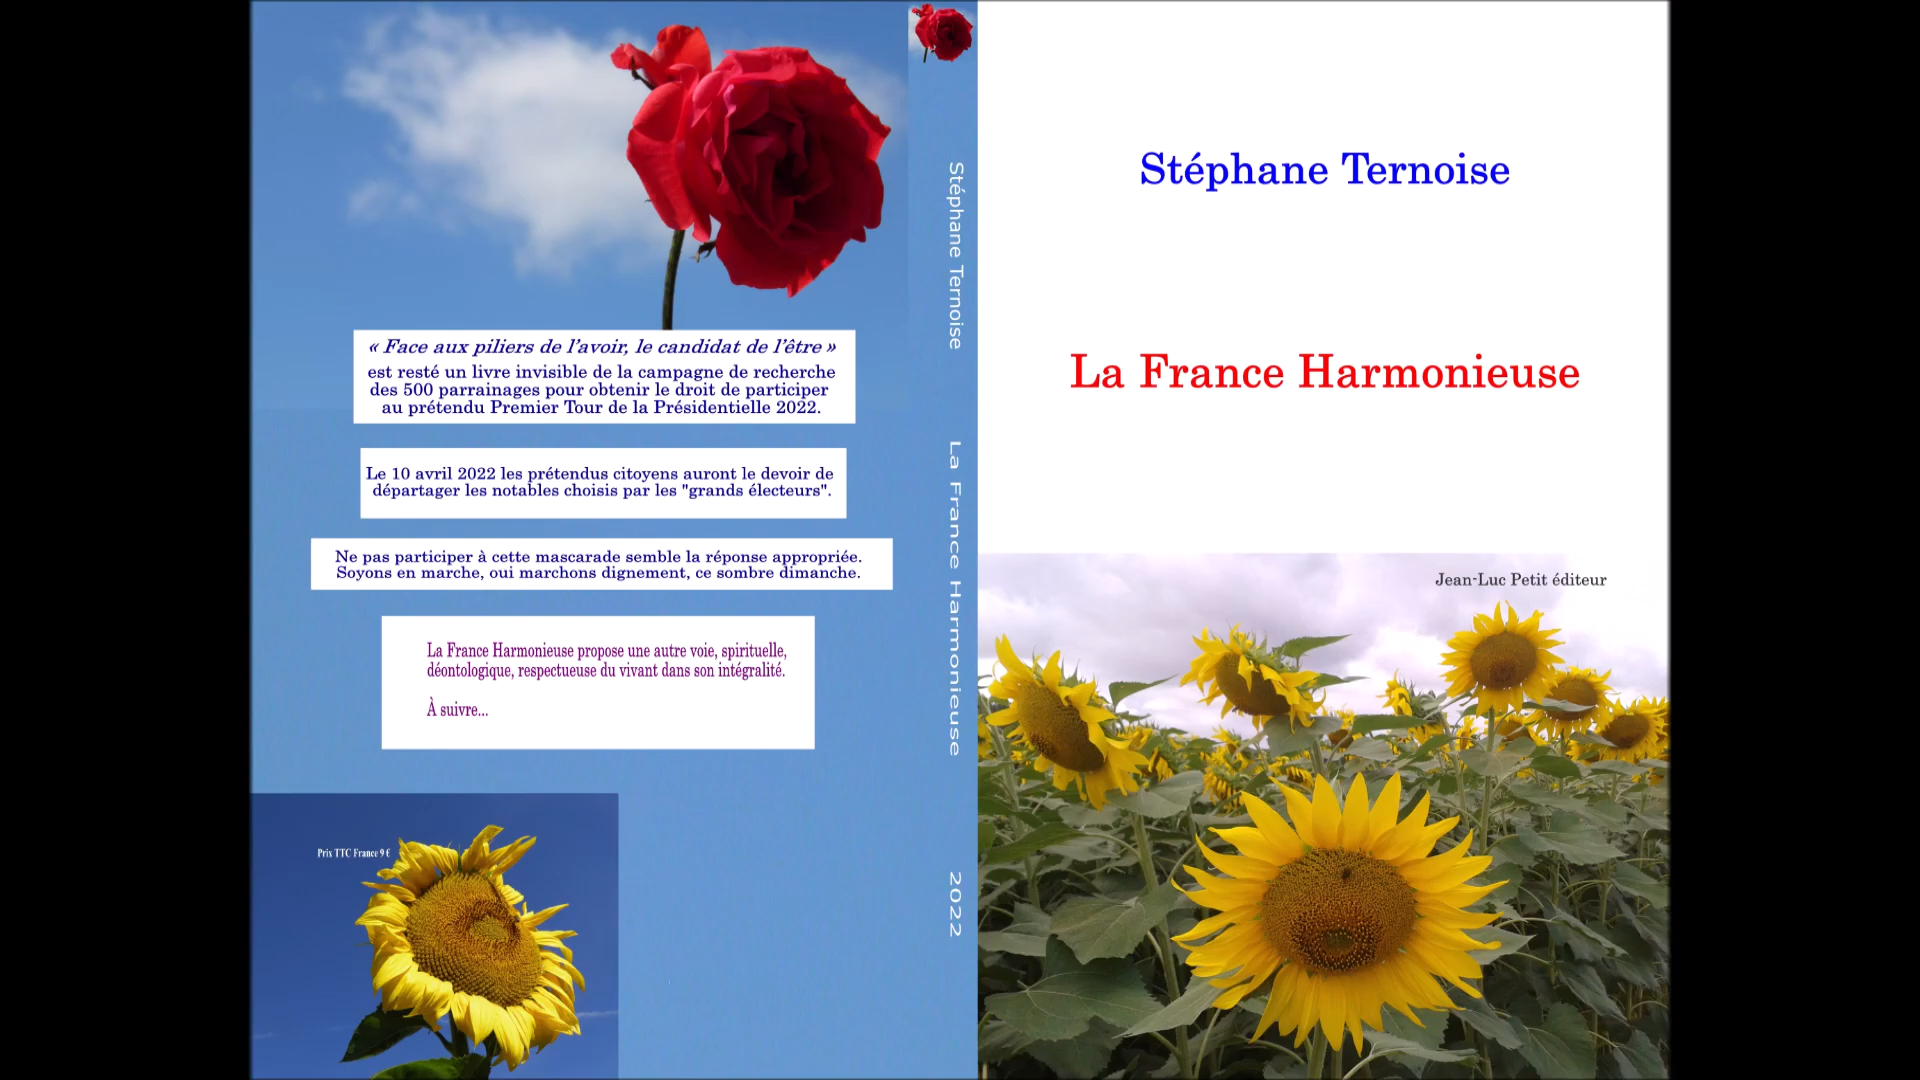 « Face aux piliers de l'avoir, le candidat de l'être »
est resté un livre invisible de la campagne de recherche
des 500 parrainages pour obtenir le droit de participer
au prétendu Premier Tour de la Présidentielle 2022.
Le 10 avril 2022 les prétendus citoyens auront le devoir de
départager les notables choisis par les "grands électeurs".
Ne pas participer à cette mascarade semble la réponse appropriée.
Soyons en marche, oui marchons dignement, ce sombre dimanche.
La France Harmonieuse propose une autre voie, spirituelle,
déontologique, respectueuse du vivant dans son intégralité.
À suivre...
Prix TTC France 9 €
Stéphane Ternoise
La France Harmonieuse
2022
Stéphane Ternoise
La France Harmonieuse
Jean-Luc Petit éditeur